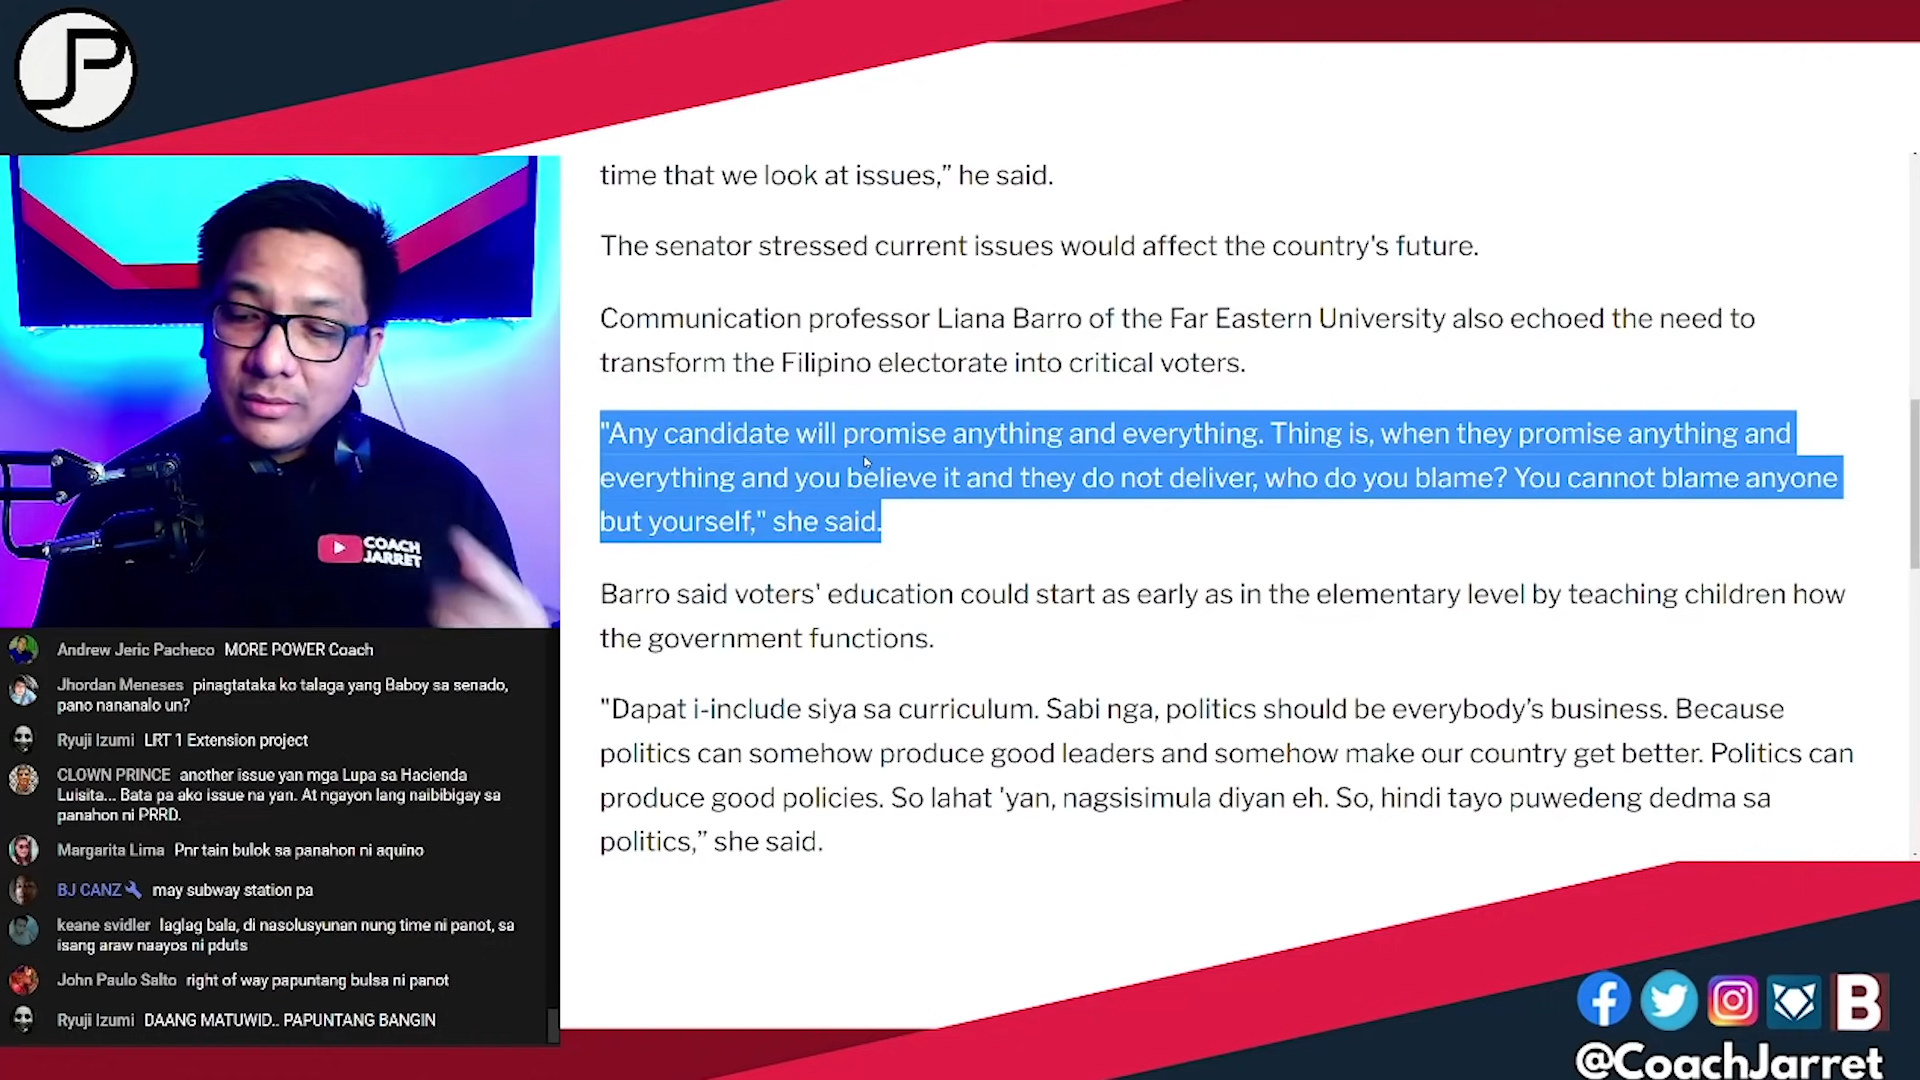 JP
time that we look at issues,” he said.
The senator stressed current issues would affect the country's future.
Communication professor Liana Barro of the Far Eastern University also echoed the need to
transform the Filipino electorate into critical voters.
"Any candidate will promise anything and everything. Thing is, when they promise anything and
everything and you believe it and they do not deliver, who do you blame? You cannot blame anyone
but yourself," she said.
Barro said voters' education could start as early as in the elementary level by teaching children how
the government functions.
"Dapat i-include siya sa curriculum. Sabi nga, politics should be everybody’s business. Because
politics can somehow produce good leaders and somehow make our country get better. Politics can
produce good policies. So lahat 'yan, nagsisimula diyan eh. So, hindi tayo puwedeng dedma sa
politics,” she said.
COACH
JARRET
Andrew Jeric Pacheco MORE POWER Coach
Jhordan Meneses pinagtataka ko talaga yang Baboy sa senado,
pano nananalo un?
Ryuji Izumi LRT 1 Extension project
CLOWN PRINCE another issue yan mga Lupa sa Hacienda
Luisita... Bata pa ako issue na yan. At ngayon lang naibibigay sa
panahon ni PRRD.
Margarita Lima Pnr tain bulok sa panahon ni aquino
BJ CANZ may subway station pa
keane svidler laglag bala, di nasolusyunan nung time ni panot, sa
isang araw naayos ni pduts
John Paulo Salto right of way papuntang bulsa ni panot
Ryuji Izumi DAANG MATUWID.. PAPUNTANG BANGIN
B
@CoachJarret